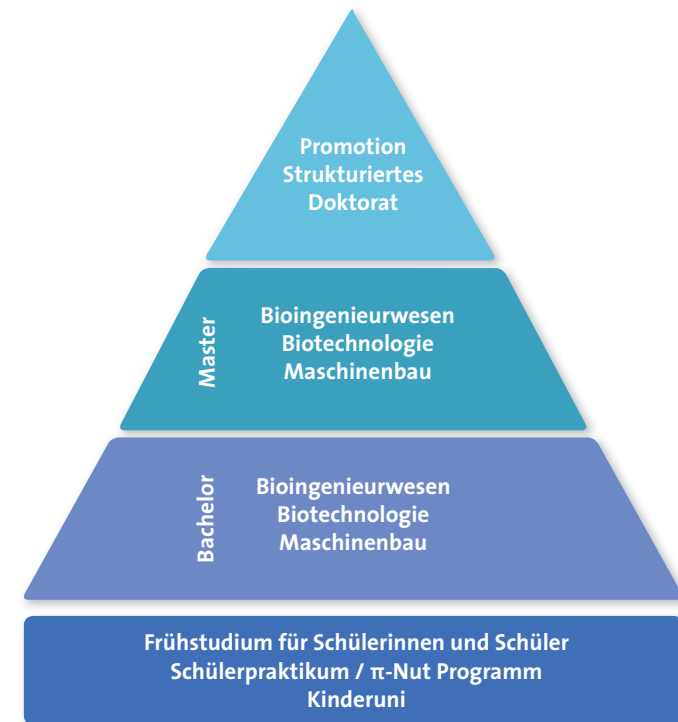 Promotion
Strukturiertes
Doktorat
Master
Bioingenieurwesen
Biotechnologie
Maschinenbau
Bachelor
Bioingenieurwesen
Biotechnologie
Maschinenbau
Frühstudium für Schülerinnen und Schüler
Schülerpraktikum / π-Nut Programm
Kinderuni